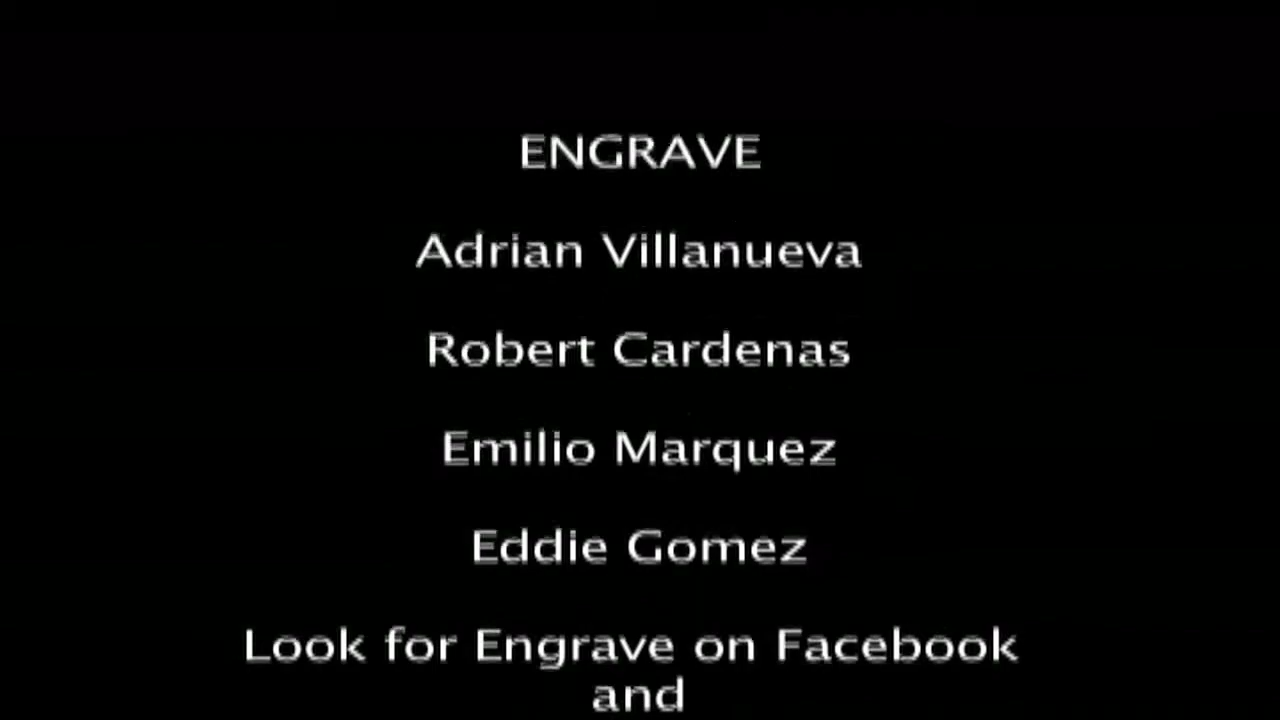 ENGRAVE
Adrian Villanueva
Robert Cardenas
Emilio Marquez
Eddie Gomez
Look for Engrave on Facebook
and